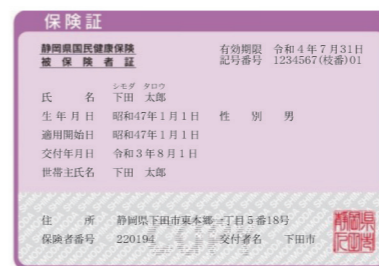 保険証
静岡県国民健康保険 有効期限 令和4年7月31日
被保険者証 記号番号 1234567(枝番)01
シモダ タロウ
氏名 下田 太郎
生年月日 昭和47年1月1日 性別 男
適用開始日 昭和47年1月1日
交付年月日 令和3年8月1日
世帯主氏名 下田 太郎
住所 静岡県下田市東本郷一丁目5番18号
保険者番号 220194 交付者名 下田市